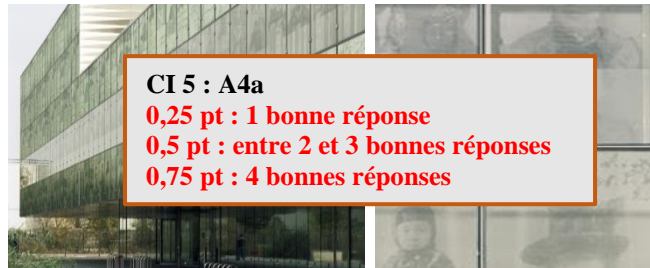 CI 5 : A4a
0,25 pt : 1 bonne réponse
0,5 pt : entre 2 et 3 bonnes réponses
0,75 pt : 4 bonnes réponses